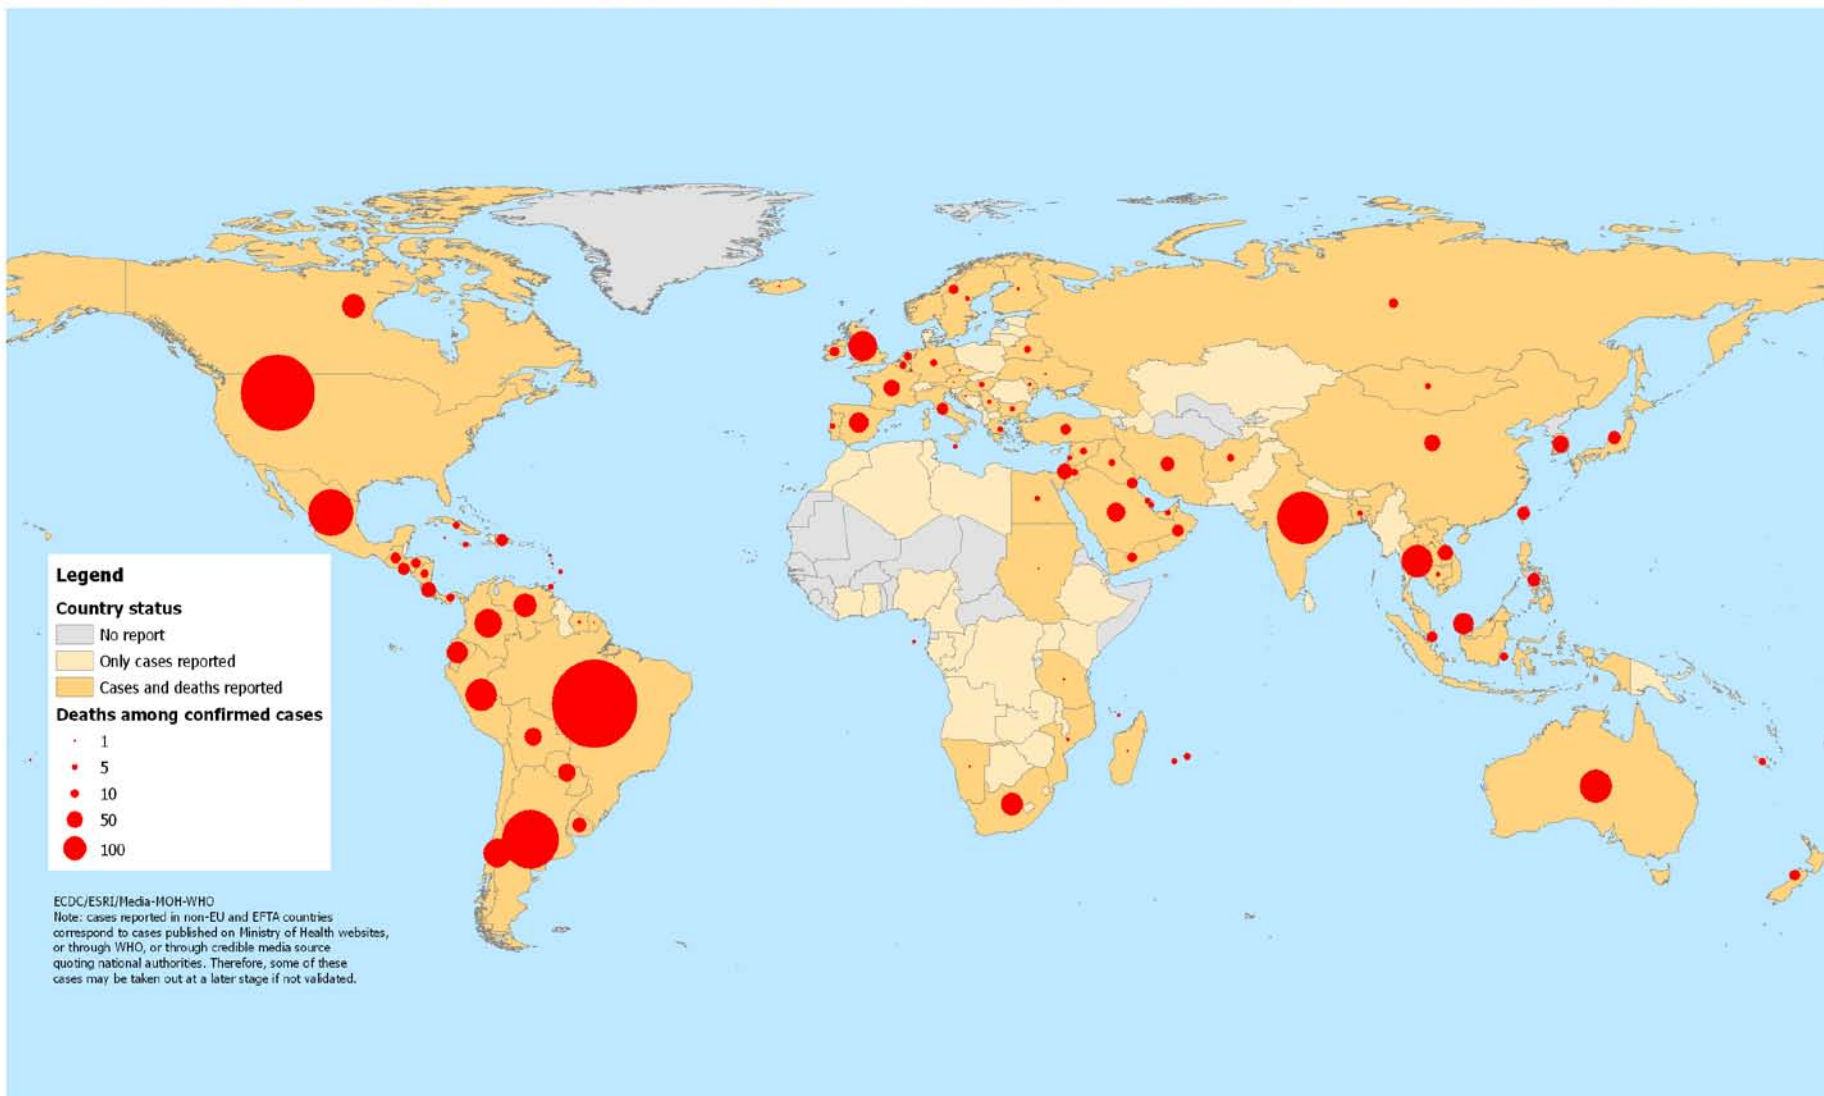 Legend
Country status
No report
Only cases reported
Cases and deaths reported
Deaths among confirmed cases
1
5
10
50
100
ECDC/ESRI/Media-MOH-WHO
Note: cases reported in non-EU and EFTA countries
correspond to cases published on Ministry of Health websites,
or through WHO, or through credible media source
quoting national authorities. Therefore, some of these
cases may be taken out at a later stage if not validated.